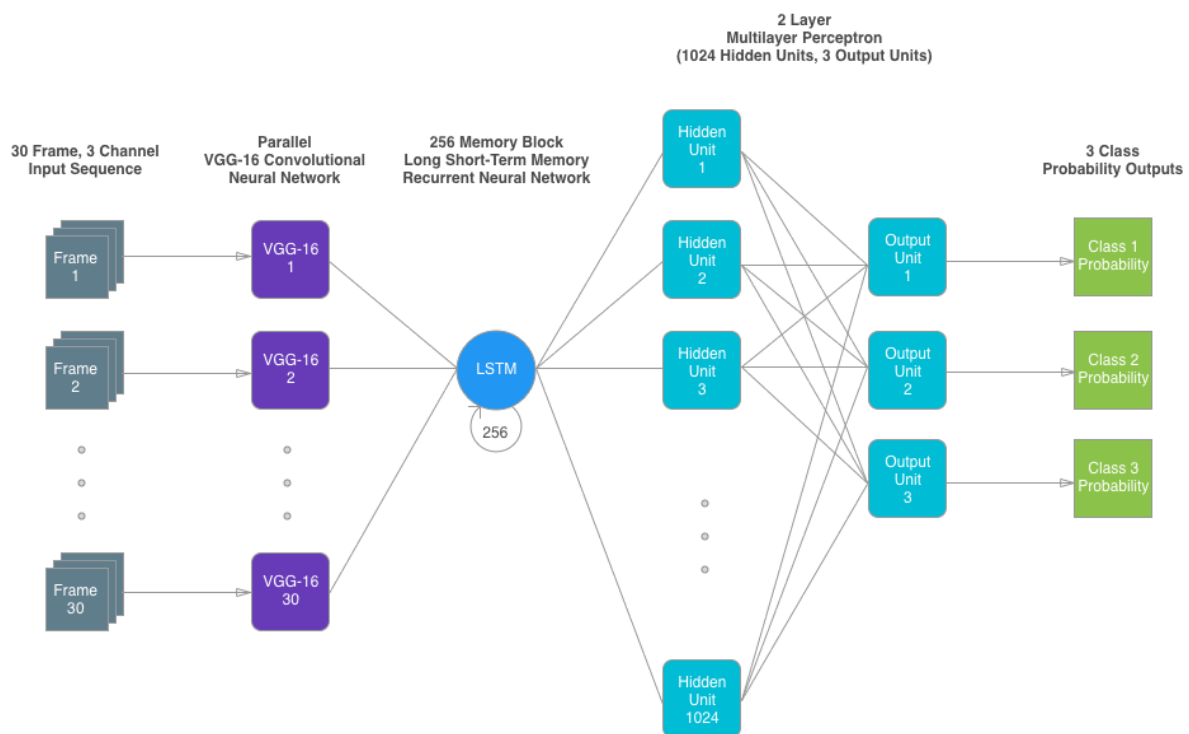 2 Layer
Multilayer Perceptron
(1024 Hidden Units, 3 Output Units)
30 Frame, 3 Channel
Input Sequence
Parallel
VGG-16 Convolutional
Neural Network
256 Memory Block
Long Short-Term Memory
Recurrent Neural Network
3 Class
Probability Outputs
Frame
1
Frame
2
Frame
30
VGG-16
1
VGG-16
2
VGG-16
30
LSTM
256
Hidden
Unit
1
Hidden
Unit
2
Hidden
Unit
3
Hidden
Unit
1024
Output
Unit
1
Output
Unit
2
Output
Unit
3
Class 1
Probability
Class 2
Probability
Class 3
Probability